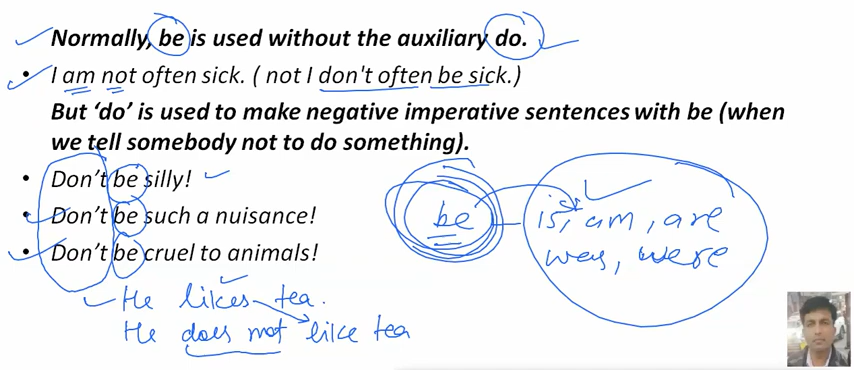 Normally, be is used without the auxiliary do.
• I am not often sick. ( not I don't often be sick.)
But ‘do’ is used to make negative imperative sentences with be (when
we tell somebody not to do something).
• Don't be silly!
• Don't be such a nuisance!
• Don't be cruel to animals!
be is, am, are
was, were
He likes tea.
He does not like tea